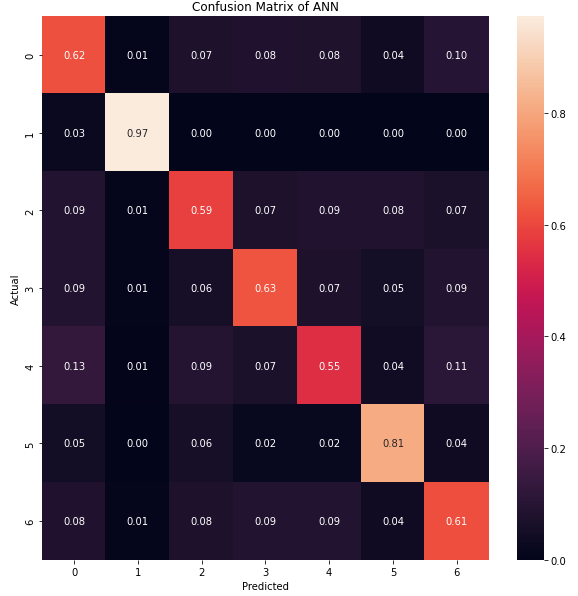 Confusion Matrix of ANN
0 0.62 0.01 0.07 0.08 0.08 0.04 0.10
1 0.03 0.97 0.00 0.00 0.00 0.00 0.00
2 0.09 0.01 0.59 0.07 0.09 0.08 0.07
3 0.09 0.01 0.06 0.63 0.07 0.05 0.09
4 0.13 0.01 0.09 0.07 0.55 0.04 0.11
5 0.05 0.00 0.06 0.02 0.02 0.81 0.04
6 0.08 0.01 0.08 0.09 0.09 0.04 0.61
0 1 2 3 4 5 6
Actual
Predicted
0.8
0.6
0.4
0.2
0.0